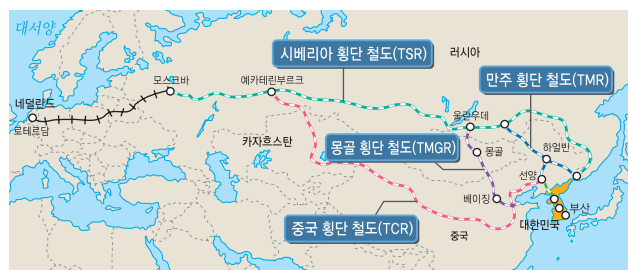 대서양
시베리아 횡단 철도(TSR)
러시아
모스크바
예카테린부르크
만주 횡단 철도(TMR)
네덜란드
로테르담
울란우데
카자흐스탄
몽골 횡단 철도(TMGR)
몽골
하얼빈
선양
베이징
중국 횡단 철도(TCR)
중국
부산
대한민국